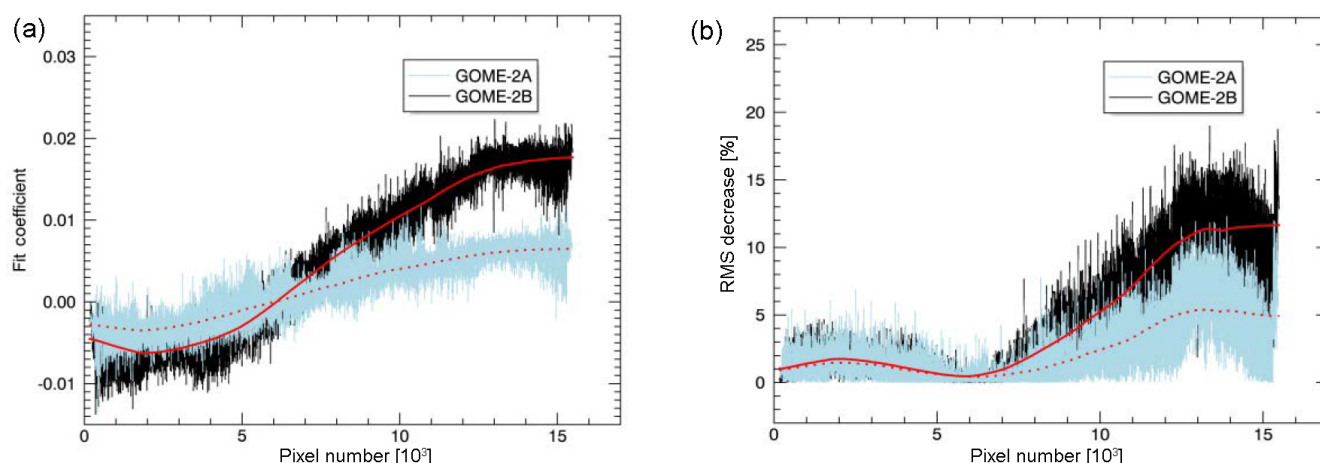 (a)
0.03
0.02
0.01
0.00
-0.01
Fit coefficient
GOME-2A
GOME-2B
0
5
10
15
Pixel number [10³]
(b)
25
20
15
10
5
0
RMS decrease [%]
GOME-2A
GOME-2B
0
5
10
15
Pixel number [10³]